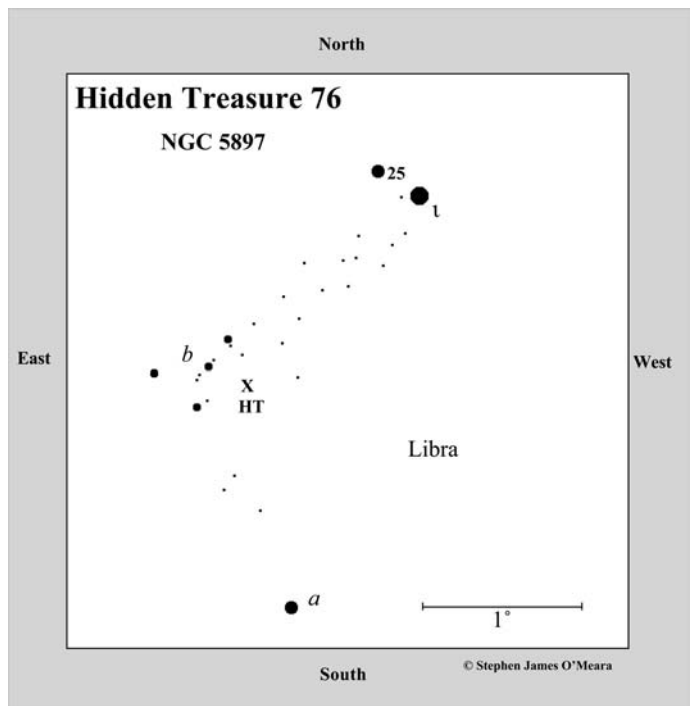 North
Hidden Treasure 76
NGC 5897
25
ι
East
b
West
X
HT
Libra
a
1°
South
© Stephen James O'Meara